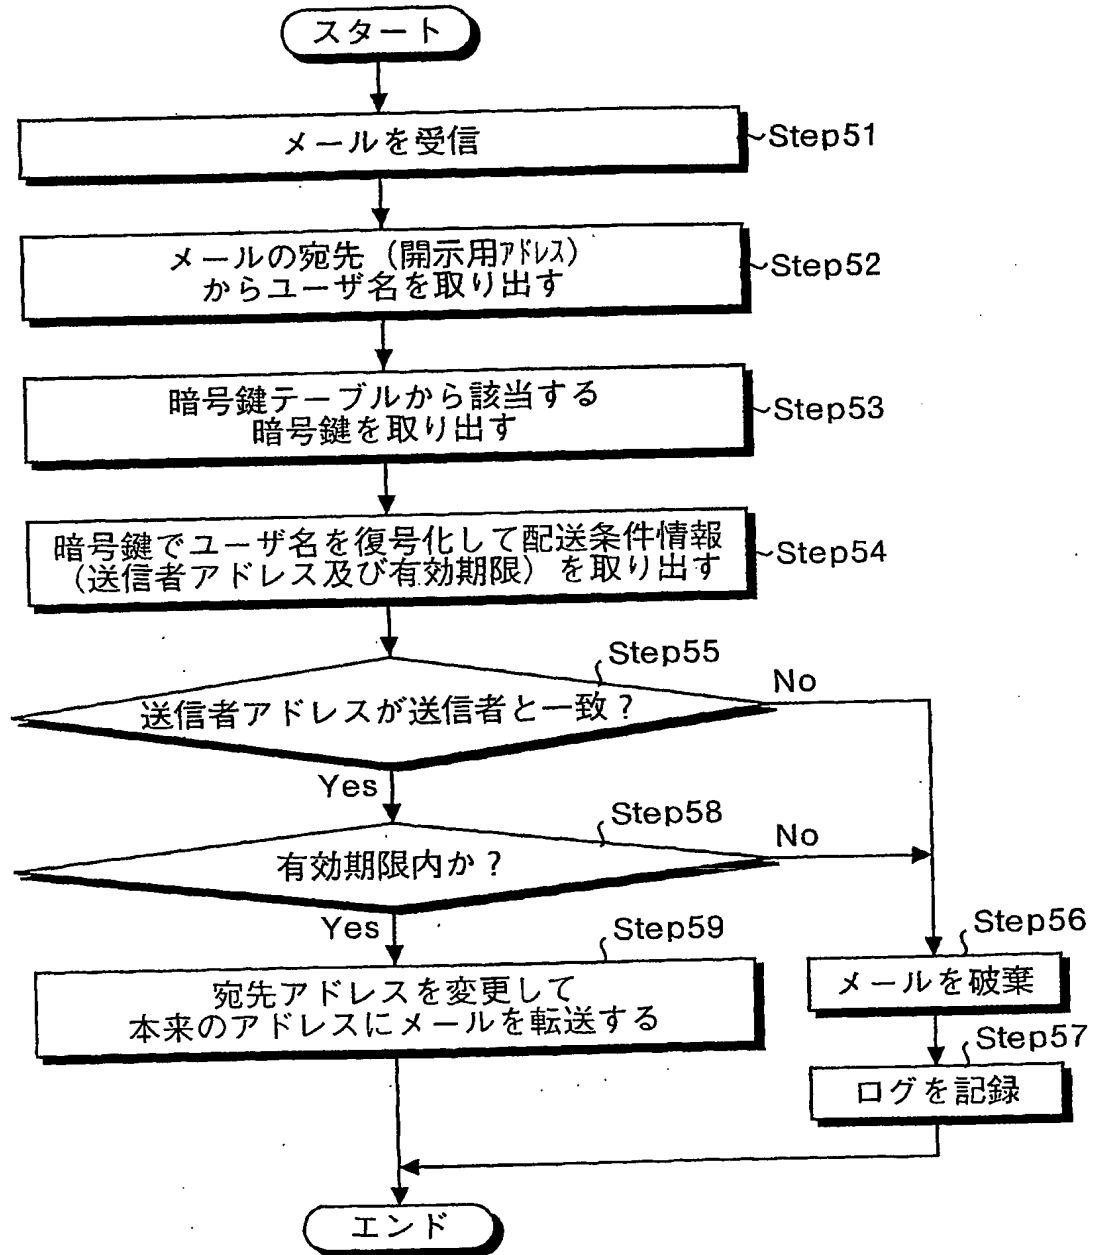 スタート
メールを受信
Step51
メールの宛先（開示用アドレス）
からユーザ名を取り出す
Step52
暗号鍵テーブルから該当する
暗号鍵を取り出す
Step53
暗号鍵でユーザ名を復号化して配送条件情報
（送信者アドレス及び有効期限）を取り出す
Step54
Step55
送信者アドレスが送信者と一致？
No
Yes
Step58
有効期限内か？
No
Yes
Step59
宛先アドレスを変更して
本来のアドレスにメールを転送する
Step56
メールを破棄
Step57
ログを記録
エンド